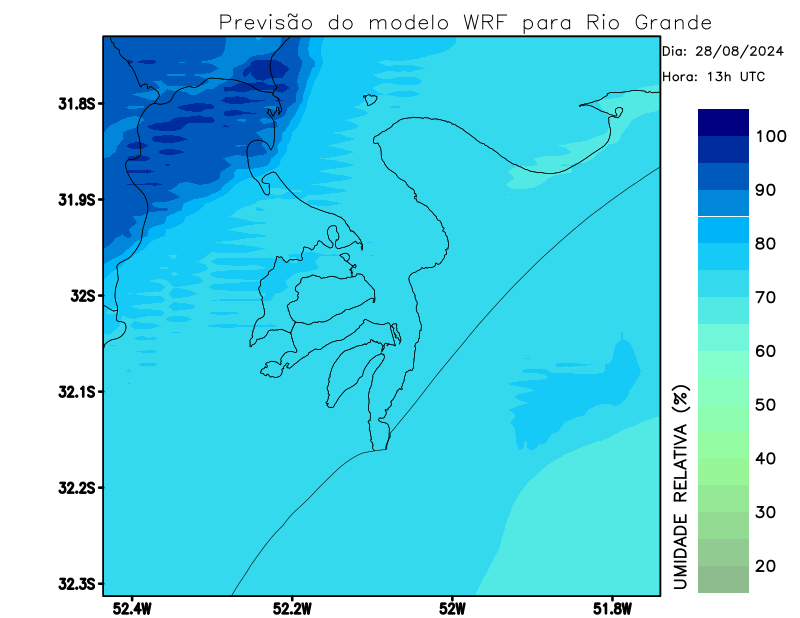 Previsão do modelo WRF para Rio Grande
Dia: 28/08/2024
Hora: 13h UTC
31.8S
31.9S
32S
32.1S
32.2S
32.3S
52.4W
52.2W
52W
51.8W
100
90
80
70
60
50
40
30
20
UMIDADE RELATIVA (%)